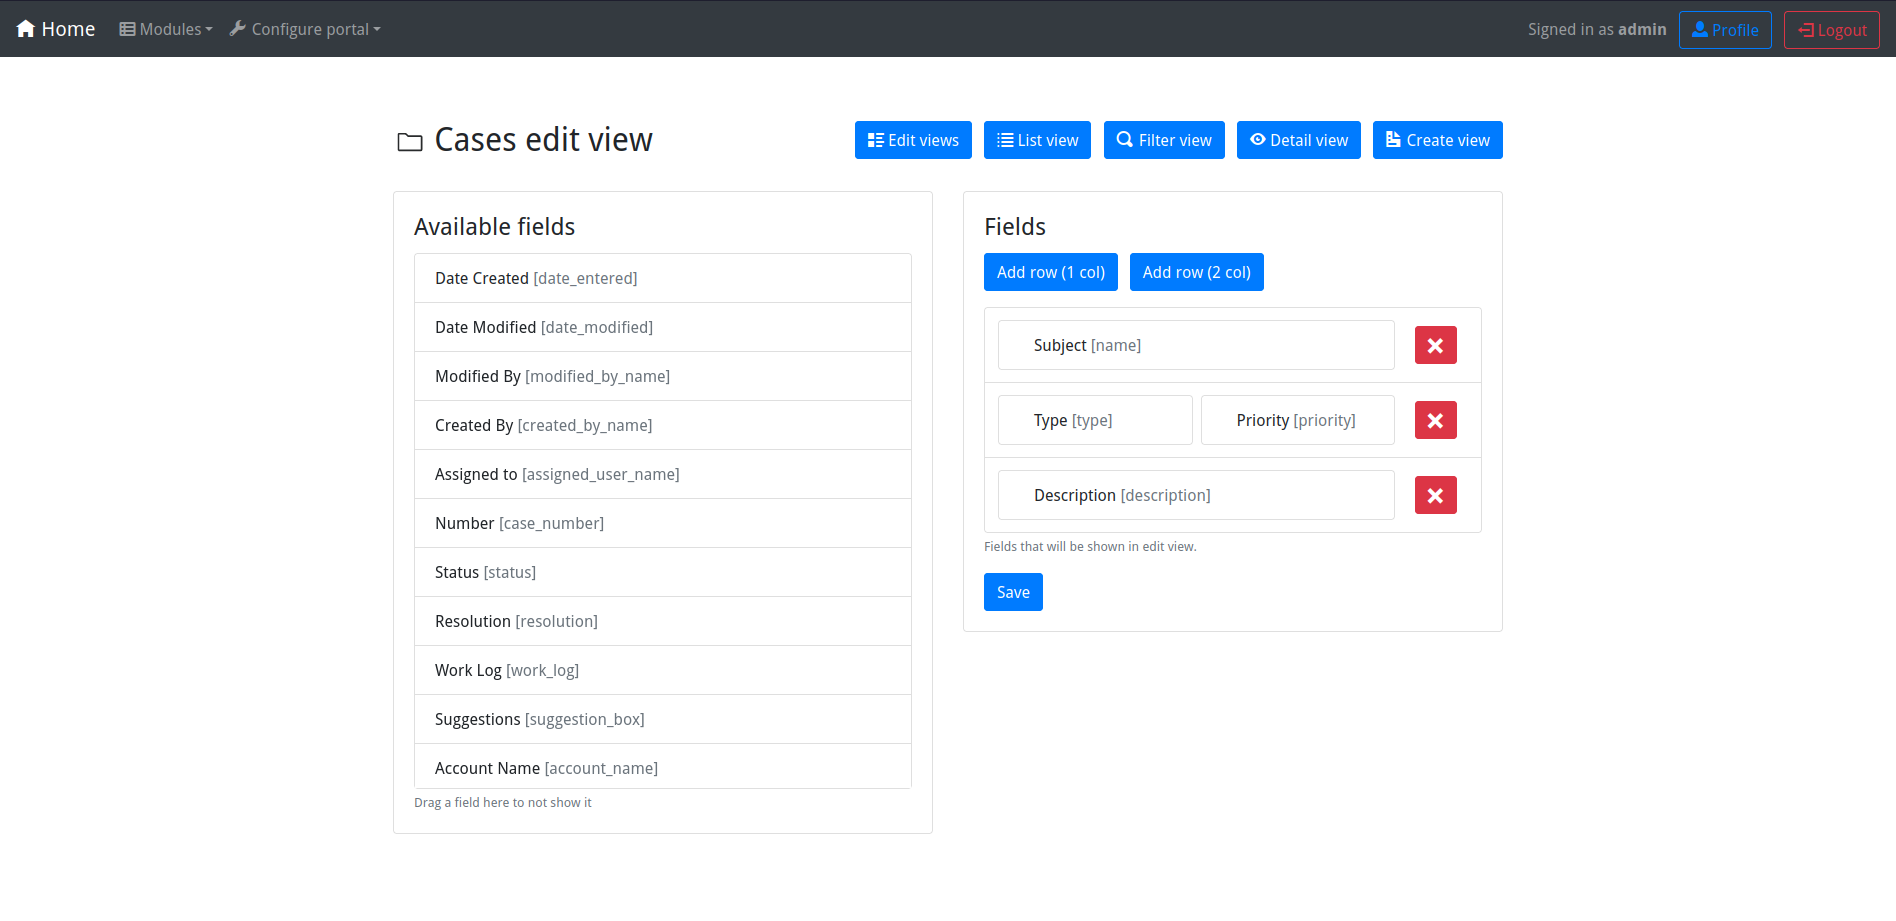 Home Modules Configure portal Signed in as admin Profile Logout
Cases edit view
Edit views List view Filter view Detail view Create view
Available fields
Date Created [date_entered]
Date Modified [date_modified]
Modified By [modified_by_name]
Created By [created_by_name]
Assigned to [assigned_user_name]
Number [case_number]
Status [status]
Resolution [resolution]
Work Log [work_log]
Suggestions [suggestion_box]
Account Name [account_name]
Drag a field here to not show it
Fields
Add row (1 col) Add row (2 col)
Subject [name]
Type [type] Priority [priority]
Description [description]
Fields that will be shown in edit view.
Save